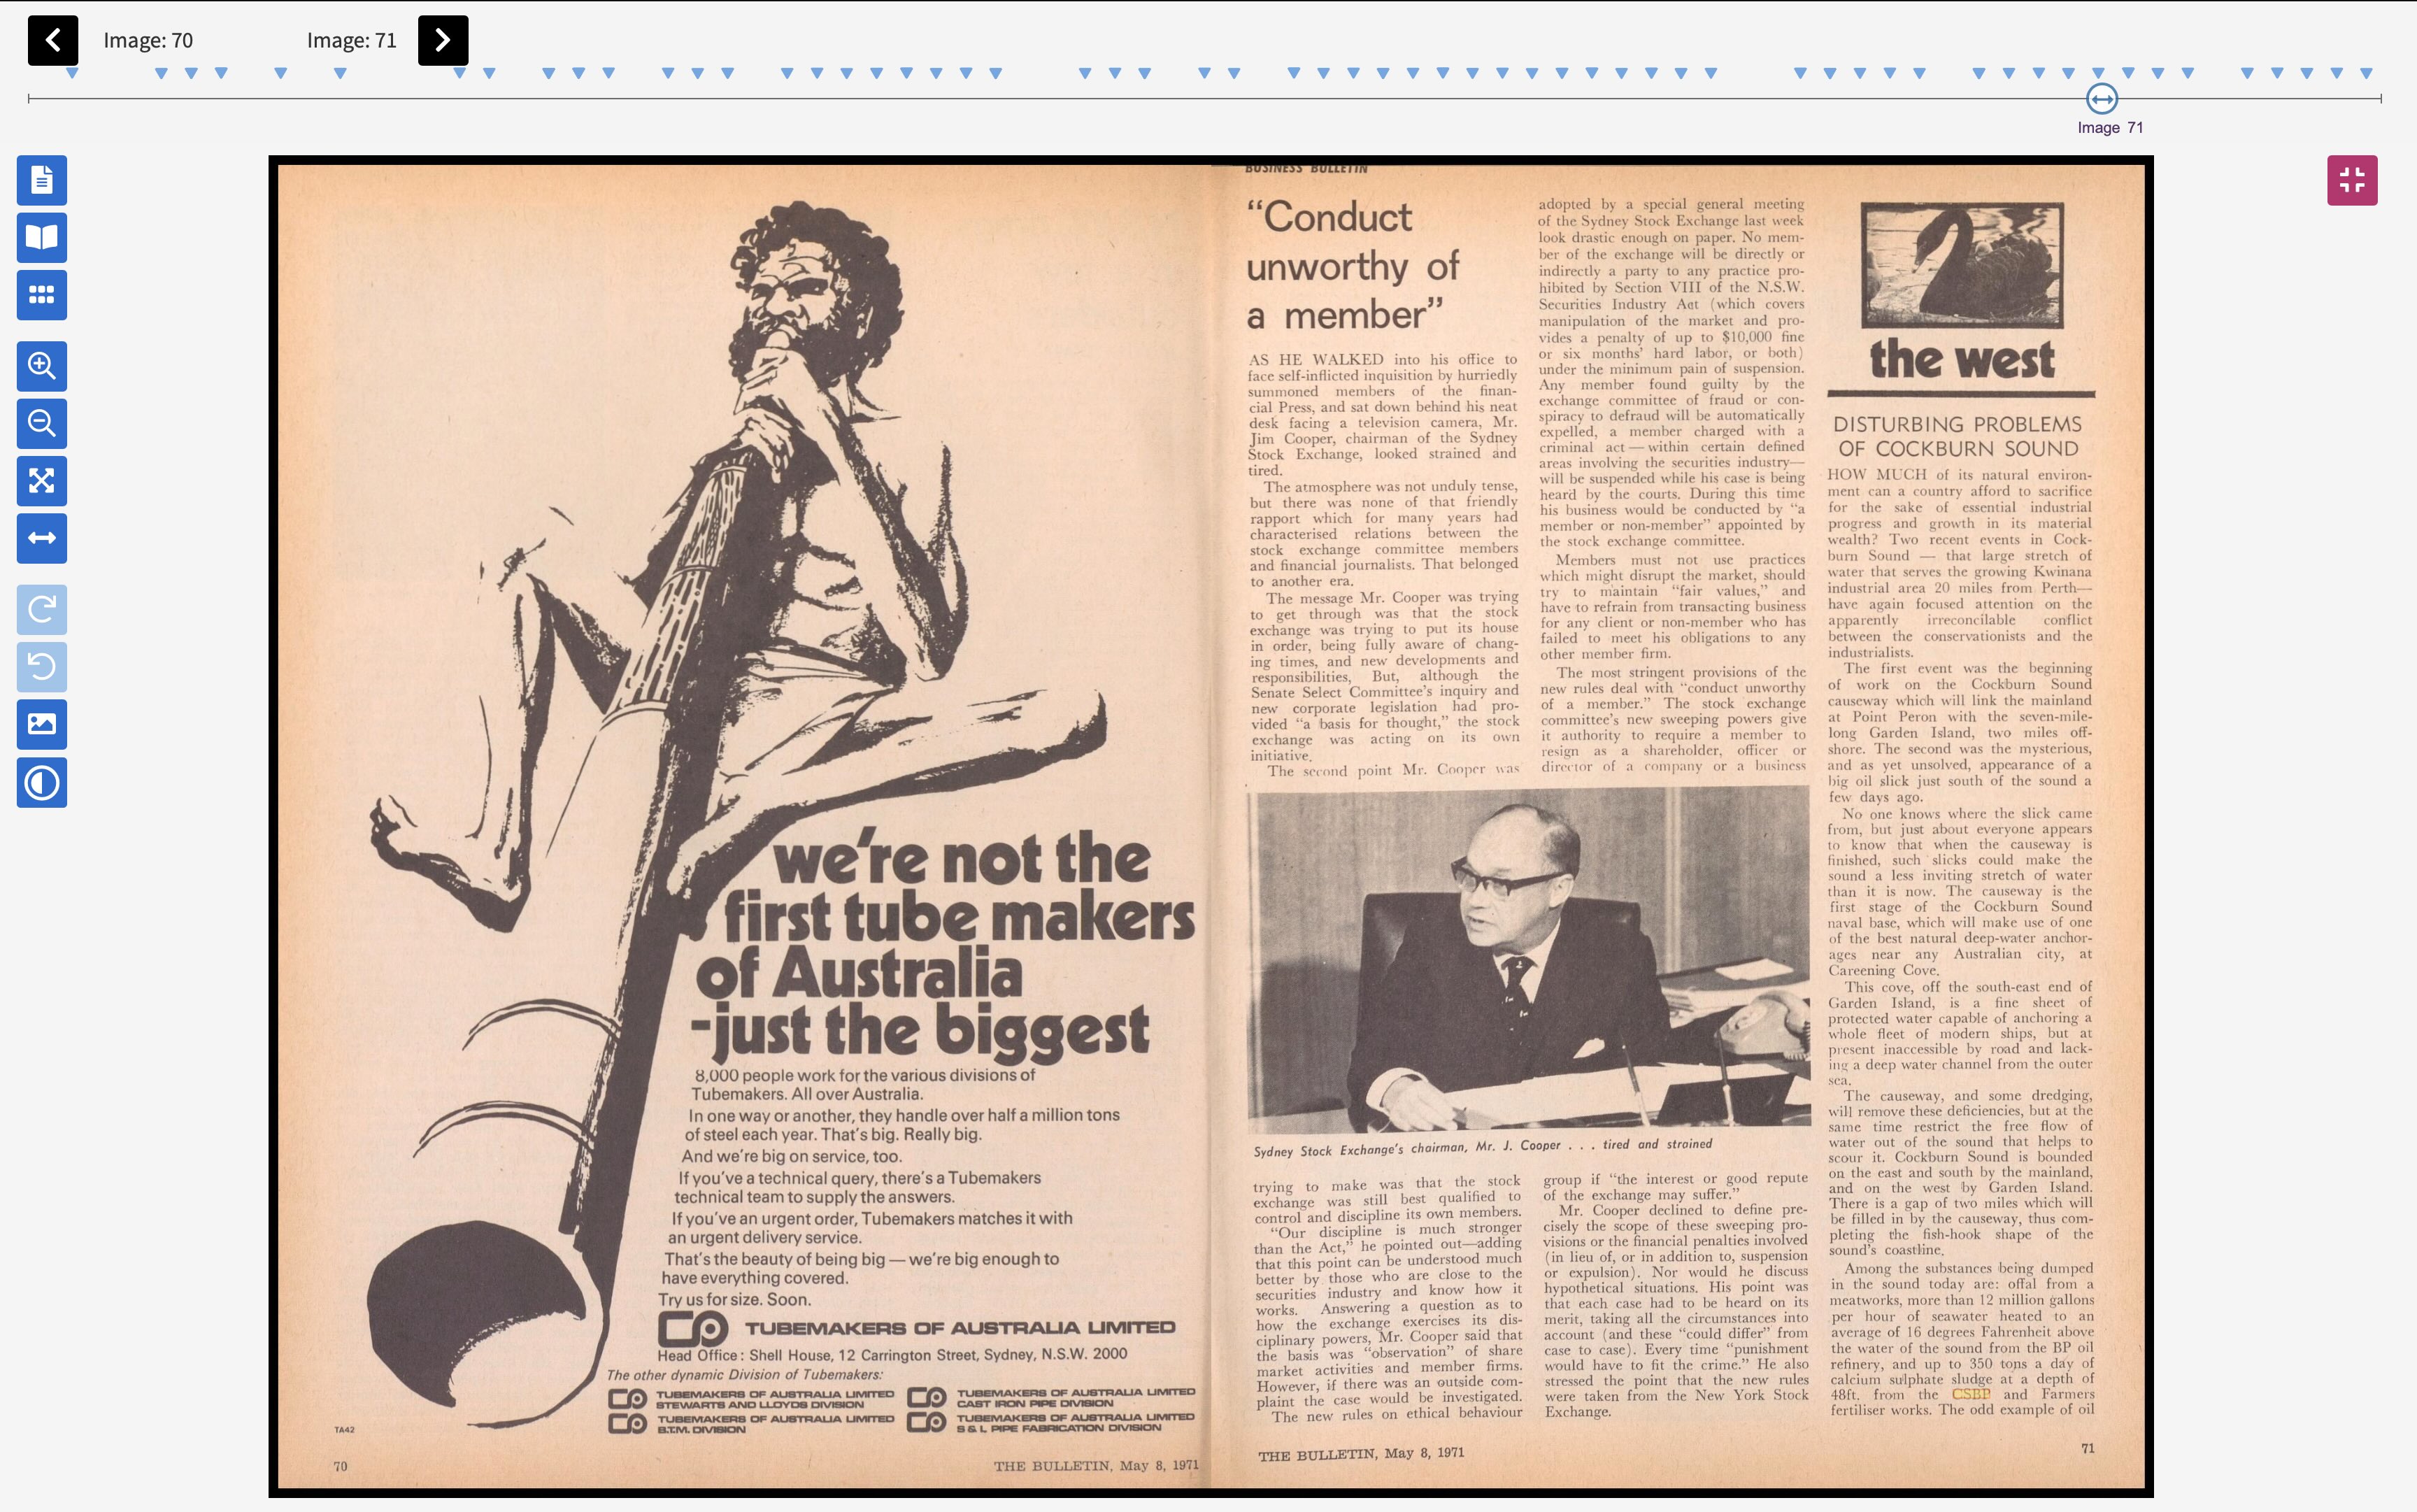 Image: 70
Image: 71
Image 71
we're not the
first tube makers
of Australia
-just the biggest
8,000 people work for the various divisions of
Tubemakers. All over Australia.
In one way or another, they handle over half a million tons
of steel each year. That's big. Really big.
And we're big on service, too.
If you've a technical query, there's a Tubemakers
technical team to supply the answers.
If you've an urgent order, Tubemakers matches it with
an urgent delivery service.
That's the beauty of being big — we're big enough to
have everything covered.
Try us for size. Soon.
TUBEMAKERS OF AUSTRALIA LIMITED
Head Office: Shell House, 12 Carrington Street, Sydney, N.S.W. 2000
The other dynamic Division of Tubemakers:
TUBEMAKERS OF AUSTRALIA LIMITED
STEWARTS AND LLOYDS DIVISION
TUBEMAKERS OF AUSTRALIA LIMITED
CAST IRON PIPE DIVISION
TUBEMAKERS OF AUSTRALIA LIMITED
B.T.M. DIVISION
TUBEMAKERS OF AUSTRALIA LIMITED
S & L PIPE FABRICATION DIVISION
TA42
70
THE BULLETIN, May 8, 1971
BUSINESS BULLETIN
“Conduct
unworthy of
a member”
AS HE WALKED into his office to
face self-inflicted inquisition by hurriedly
summoned members of the finan-
cial Press, and sat down behind his neat
desk facing a television camera, Mr.
Jim Cooper, chairman of the Sydney
Stock Exchange, looked strained and
tired.
The atmosphere was not unduly tense,
but there was none of that friendly
rapport which for many years had
characterised relations between the
stock exchange committee members
and financial journalists. That belonged
to another era.
The message Mr. Cooper was trying
to get through was that the stock
exchange was trying to put its house
in order, being fully aware of chang-
ing times, and new developments and
responsibilities, But, although the
Senate Select Committee's inquiry and
new corporate legislation had pro-
vided “a basis for thought,” the stock
exchange was acting on its own
initiative.
The second point Mr. Cooper was
trying to make was that the stock
exchange was still best qualified to
control and discipline its own members.
“Our discipline is much stronger
than the Act,” he pointed out—adding
that this point can be understood much
better by those who are close to the
securities industry and know how it
works. Answering a question as to
how the exchange exercises its dis-
ciplinary powers, Mr. Cooper said that
the basis was “observation” of share
market activities and member firms.
However, if there was an outside com-
plaint the case would be investigated.
The new rules on ethical behaviour
adopted by a special general meeting
of the Sydney Stock Exchange last week
look drastic enough on paper. No mem-
ber of the exchange will be directly or
indirectly a party to any practice pro-
hibited by Section VIII of the N.S.W.
Securities Industry Act (which covers
manipulation of the market and pro-
vides a penalty of up to $10,000 fine
or six months' hard labor, or both)
under the minimum pain of suspension.
Any member found guilty by the
exchange committee of fraud or con-
spiracy to defraud will be automatically
expelled, a member charged with a
criminal act — within certain defined
areas involving the securities industry—
will be suspended while his case is being
heard by the courts. During this time
his business would be conducted by “a
member or non-member” appointed by
the stock exchange committee.
Members must not use practices
which might disrupt the market, should
try to maintain “fair values,” and
have to refrain from transacting business
for any client or non-member who has
failed to meet his obligations to any
other member firm.
The most stringent provisions of the
new rules deal with “conduct unworthy
of a member.” The stock exchange
committee's new sweeping powers give
it authority to require a member to
resign as a shareholder, officer or
director of a company or a business
group if “the interest or good repute
of the exchange may suffer.”
Mr. Cooper declined to define pre-
cisely the scope of these sweeping pro-
visions or the financial penalties involved
(in lieu of, or in addition to, suspension
or expulsion). Nor would he discuss
hypothetical situations. His point was
that each case had to be heard on its
merit, taking all the circumstances into
account (and these “could differ” from
case to case). Every time “punishment
would have to fit the crime.” He also
stressed the point that the new rules
were taken from the New York Stock
Exchange.
Sydney Stock Exchange's chairman, Mr. J. Cooper . . . tired and strained
the west
DISTURBING PROBLEMS
OF COCKBURN SOUND
HOW MUCH of its natural environ-
ment can a country afford to sacrifice
for the sake of essential industrial
progress and growth in its material
wealth? Two recent events in Cock-
burn Sound — that large stretch of
water that serves the growing Kwinana
industrial area 20 miles from Perth—
have again focused attention on the
apparently irreconcilable conflict
between the conservationists and the
industrialists.
The first event was the beginning
of work on the Cockburn Sound
causeway which will link the mainland
at Point Peron with the seven-mile-
long Garden Island, two miles off-
shore. The second was the mysterious,
and as yet unsolved, appearance of a
big oil slick just south of the sound a
few days ago.
No one knows where the slick came
from, but just about everyone appears
to know that when the causeway is
finished, such slicks could make the
sound a less inviting stretch of water
than it is now. The causeway is the
first stage of the Cockburn Sound
naval base, which will make use of one
of the best natural deep-water anchor-
ages near any Australian city, at
Careening Cove.
This cove, off the south-east end of
Garden Island, is a fine sheet of
protected water capable of anchoring a
whole fleet of modern ships, but at
present inaccessible by road and lack-
ing a deep water channel from the outer
sea.
The causeway, and some dredging,
will remove these deficiencies, but at the
same time restrict the free flow of
water out of the sound that helps to
scour it. Cockburn Sound is bounded
on the east and south by the mainland,
and on the west by Garden Island.
There is a gap of two miles which will
be filled in by the causeway, thus com-
pleting the fish-hook shape of the
sound's coastline.
Among the substances being dumped
in the sound today are: offal from a
meatworks, more than 12 million gallons
per hour of seawater heated to an
average of 16 degrees Fahrenheit above
the water of the sound from the BP oil
refinery, and up to 350 tons a day of
calcium sulphate sludge at a depth of
48ft. from the CSBP and Farmers
fertiliser works. The odd example of oil
THE BULLETIN, May 8, 1971
71